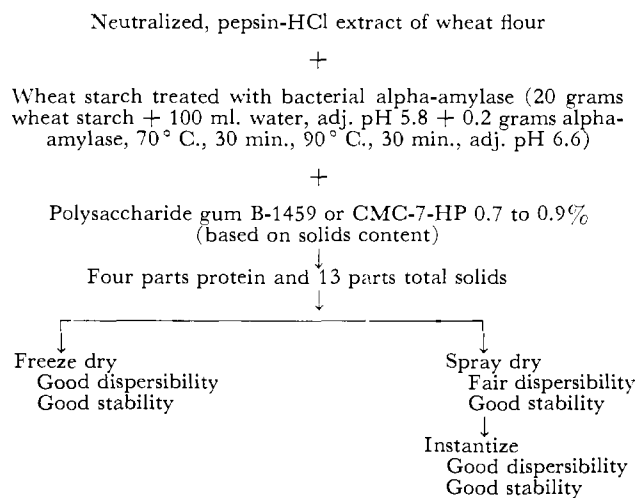 Neutralized, pepsin-HCl extract of wheat flour
+
Wheat starch treated with bacterial alpha-amylase (20 grams
wheat starch + 100 ml. water, adj. pH 5.8 + 0.2 grams alpha-
amylase, 70° C., 30 min., 90° C., 30 min., adj. pH 6.6)
+
Polysaccharide gum B-1459 or CMC-7-HP 0.7 to 0.9%
(based on solids content)
Four parts protein and 13 parts total solids
Freeze dry
Good dispersibility
Good stability
Spray dry
Fair dispersibility
Good stability
Instantize
Good dispersibility
Good stability